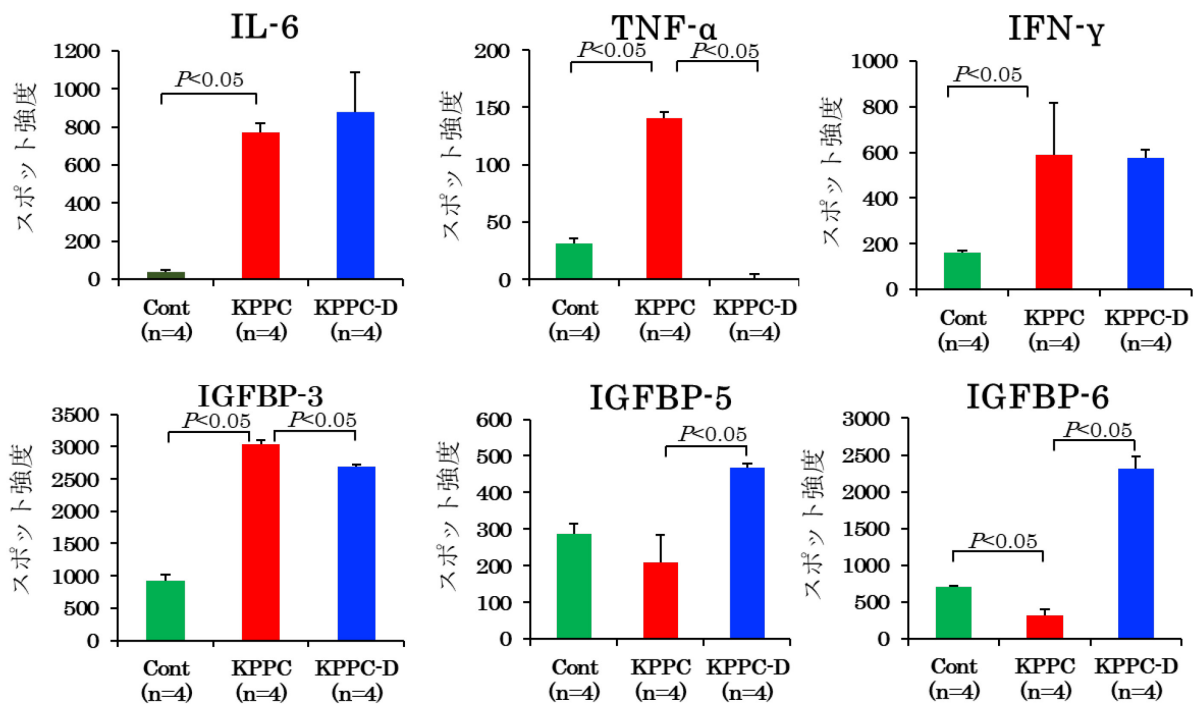 IL-6
スポット強度
1200
1000
800
600
400
200
0
P<0.05
Cont
(n=4)
KPPC
(n=4)
KPPC-D
(n=4)
TNF-α
スポット強度
200
150
100
50
0
P<0.05
P<0.05
Cont
(n=4)
KPPC
(n=4)
KPPC-D
(n=4)
IFN-γ
スポット強度
1000
800
600
400
200
0
P<0.05
Cont
(n=4)
KPPC
(n=4)
KPPC-D
(n=4)
IGFBP-3
スポット強度
3500
3000
2500
2000
1500
1000
500
0
P<0.05
P<0.05
Cont
(n=4)
KPPC
(n=4)
KPPC-D
(n=4)
IGFBP-5
スポット強度
600
500
400
300
200
100
0
P<0.05
Cont
(n=4)
KPPC
(n=4)
KPPC-D
(n=4)
IGFBP-6
スポット強度
3000
2500
2000
1500
1000
500
0
P<0.05
P<0.05
Cont
(n=4)
KPPC
(n=4)
KPPC-D
(n=4)